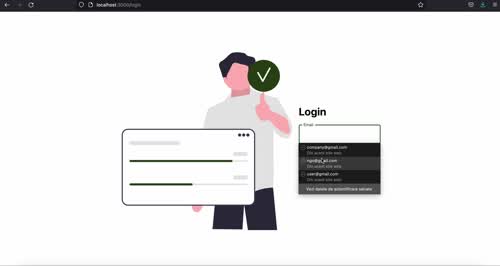 localhost:3000/login
Login
Email
company@gmail.com
Din acest site web
ngo@gmail.com
Din acest site web
user@gmail.com
Din acest site web
Vezi datele de autentificare salvate